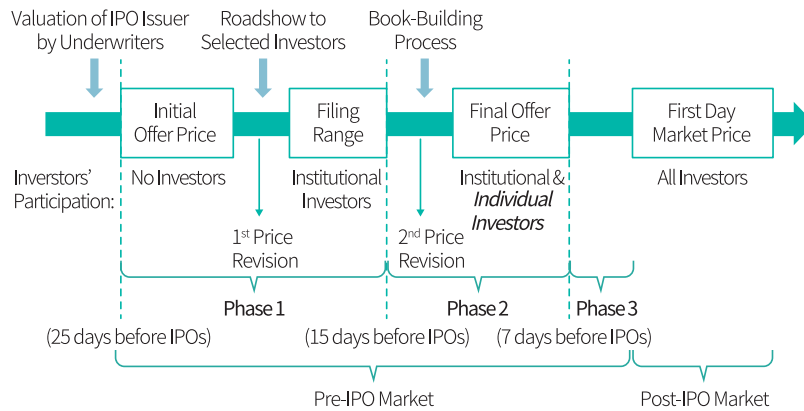 Valuation of IPO Issuer
by Underwriters
Roadshow to
Selected Investors
Book-Building
Process
Initial
Offer Price
Filing
Range
Final Offer
Price
First Day
Market Price
Inverstors'
Participation:
No Investors
Institutional
Investors
Institutional &
Individual
Investors
All Investors
1st Price
Revision
2nd Price
Revision
Phase 1
Phase 2
Phase 3
(25 days before IPOs)
(15 days before IPOs)
(7 days before IPOs)
Pre-IPO Market
Post-IPO Market